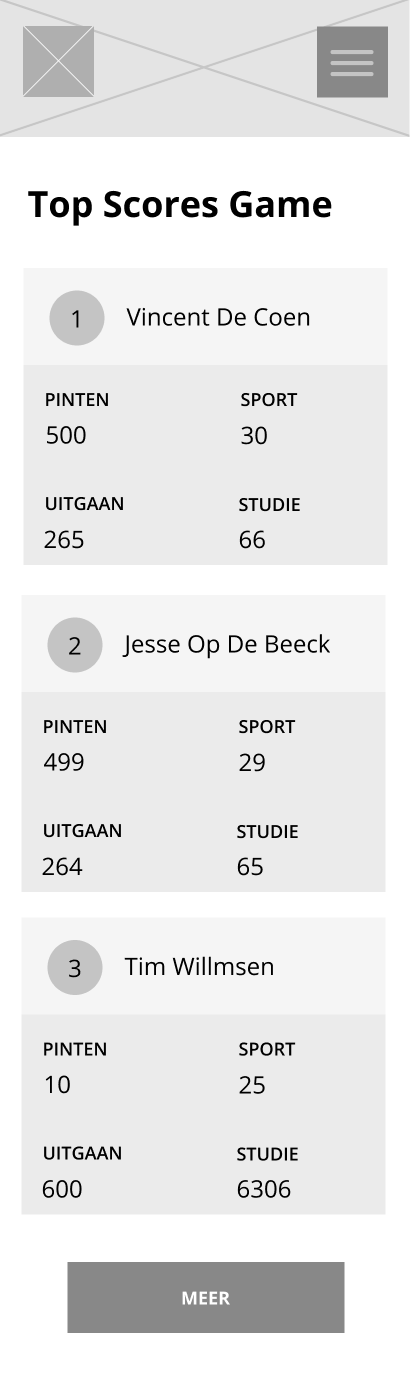 Top Scores Game
1 Vincent De Coen
PINTEN SPORT
500 30
UITGAAN STUDIE
265 66
2 Jesse Op De Beeck
PINTEN SPORT
499 29
UITGAAN STUDIE
264 65
3 Tim Willmsen
PINTEN SPORT
10 25
UITGAAN STUDIE
600 6306
MEER